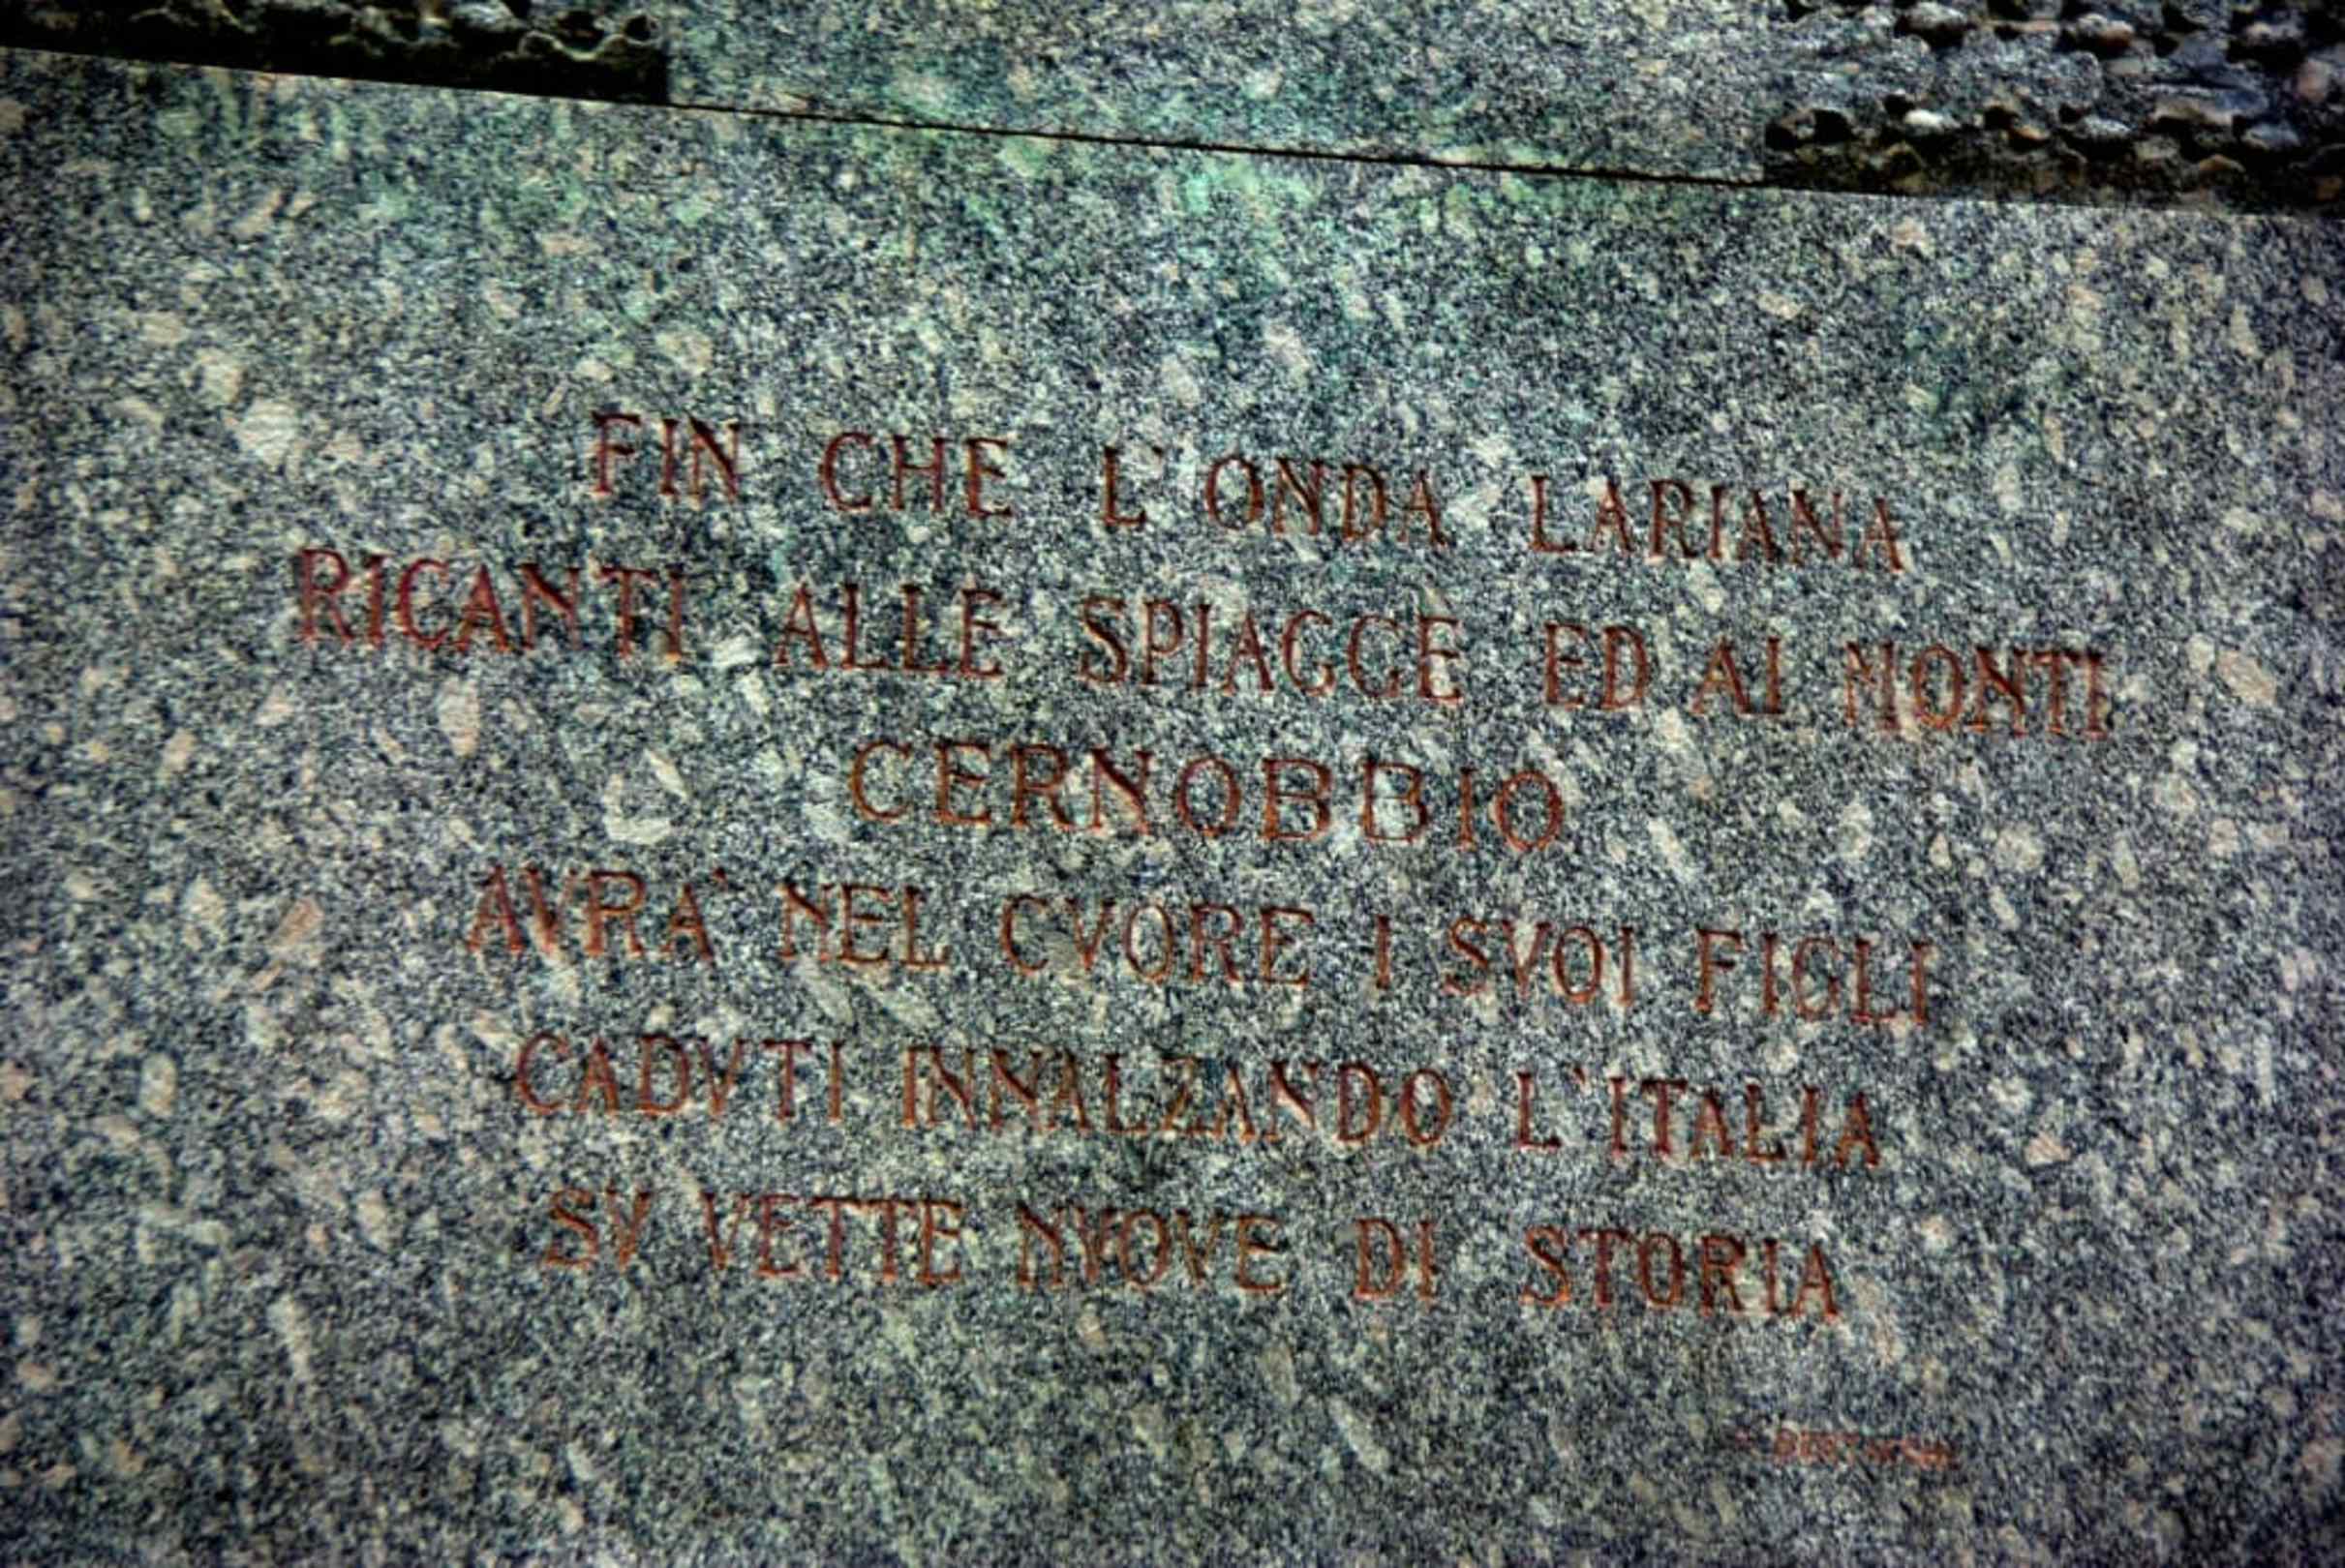 FIN CHE L'ONDA LARIANA
RICANTI ALLE SPIAGGE ED AI MONTI
CERNOBBIO
AVRA' NEL CVORE I SVOI FIGLI
CADVTI INNALZANDO L'ITALIA
SV VETTE NVOVE DI STORIA